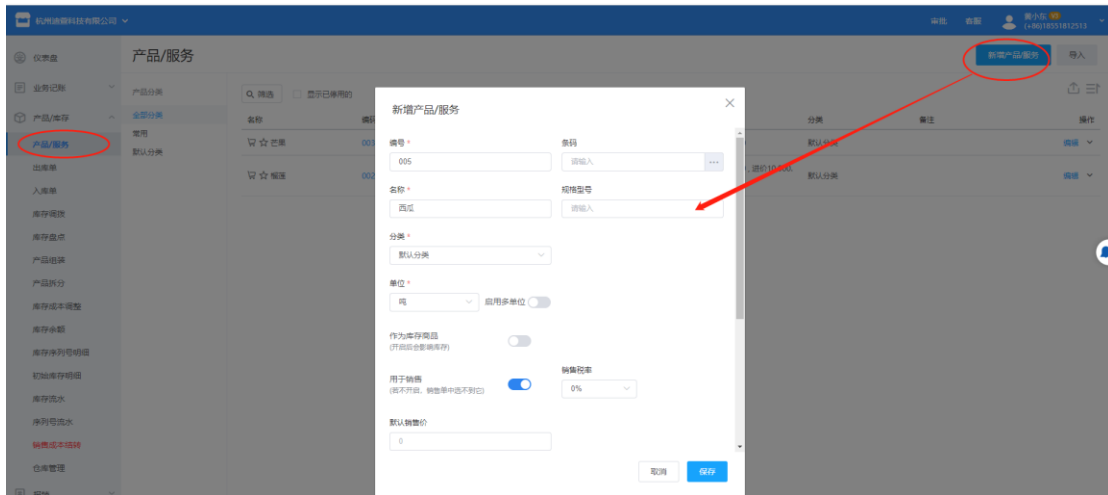 杭州迪锲科技有限公司
审批 客服 黄小东 V1
(+86)18551812513
仪表盘
业务记账
产品/库存
产品/服务
出库单
入库单
库存调拨
库存盘点
产品组装
产品拆分
库存成本调整
库存余额
库存序列号明细
初始库存明细
库存流水
序列号流水
销售成本结转
仓库管理
产品/服务
新增产品/服务 导入
产品分类
全部分类
常用
默认分类
筛选 显示已停用的
名称 编码 分类 备注 操作
芒果 001 默认分类 编辑
榴莲 002 默认分类 编辑
新增产品/服务
编号 * 条码
005 请输入 ...
名称 * 规格型号
西瓜 请输入
分类 *
默认分类
单位 *
吨 启用多单位
作为库存商品
(开启后会影响库存)
用于销售 销售税率
(若不开启，销售单中选不到它) 0%
默认销售价
0
取消 保存